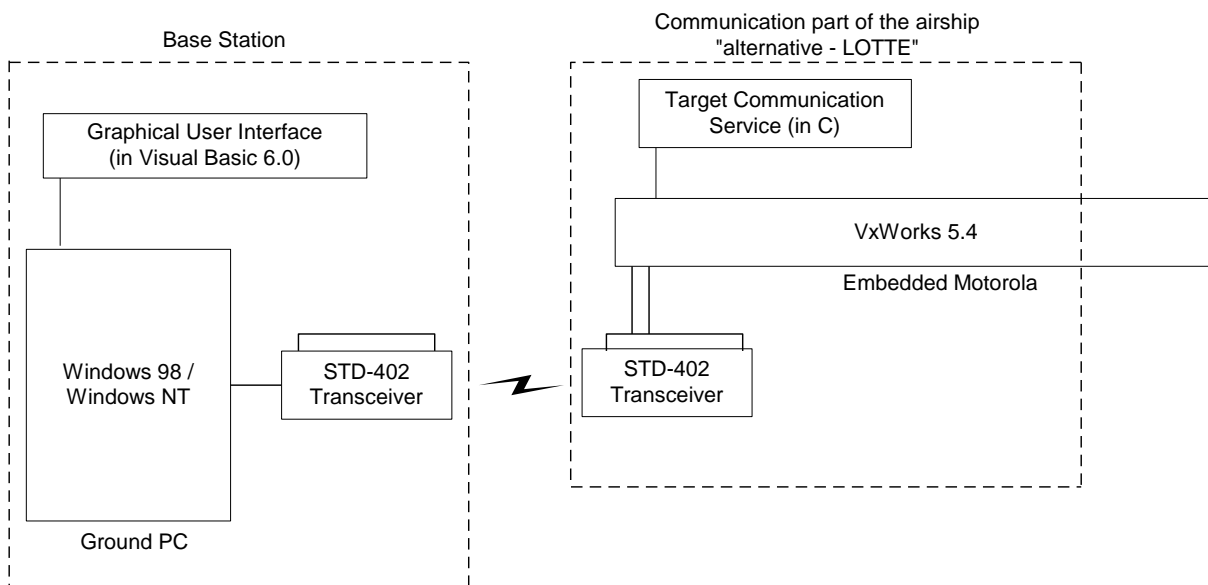 Base Station
Graphical User Interface
(in Visual Basic 6.0)
Windows 98 /
Windows NT
Ground PC
STD-402
Transceiver
Communication part of the airship
"alternative - LOTTE"
Target Communication
Service (in C)
VxWorks 5.4
Embedded Motorola
STD-402
Transceiver